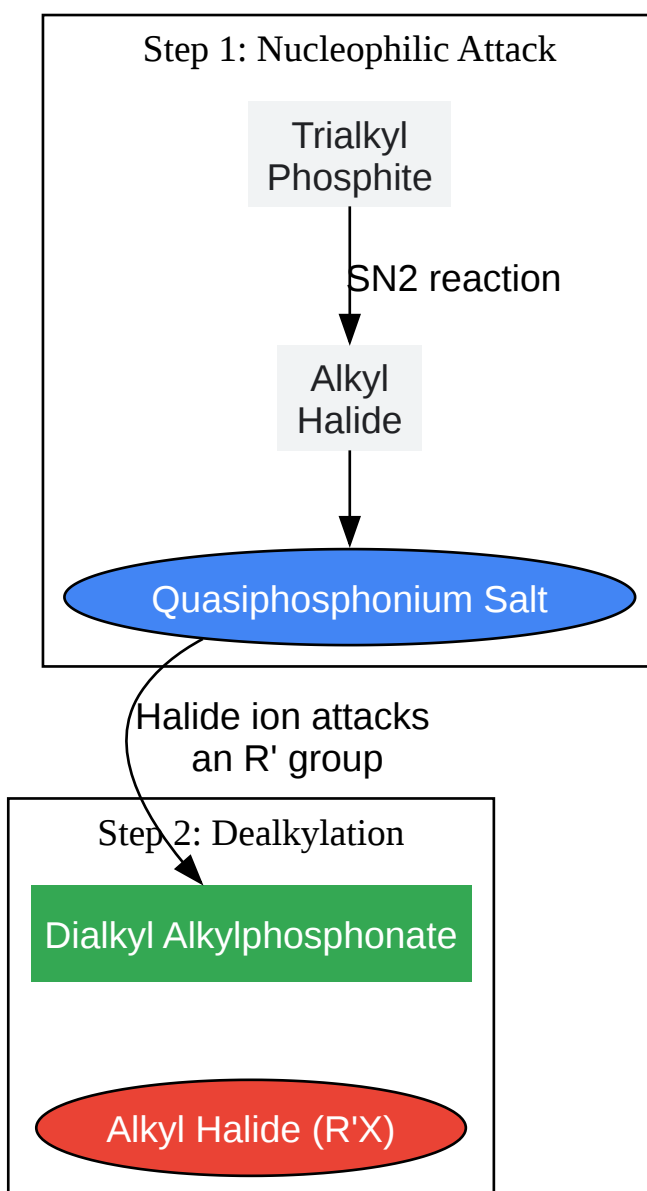 Step 1: Nucleophilic Attack
Trialkyl
Phosphite
SN2 reaction
Alkyl
Halide
Quasiphosphonium Salt
Halide ion attacks
an R' group
Step 2: Dealkylation
Dialkyl Alkylphosphonate
Alkyl Halide (R'X)